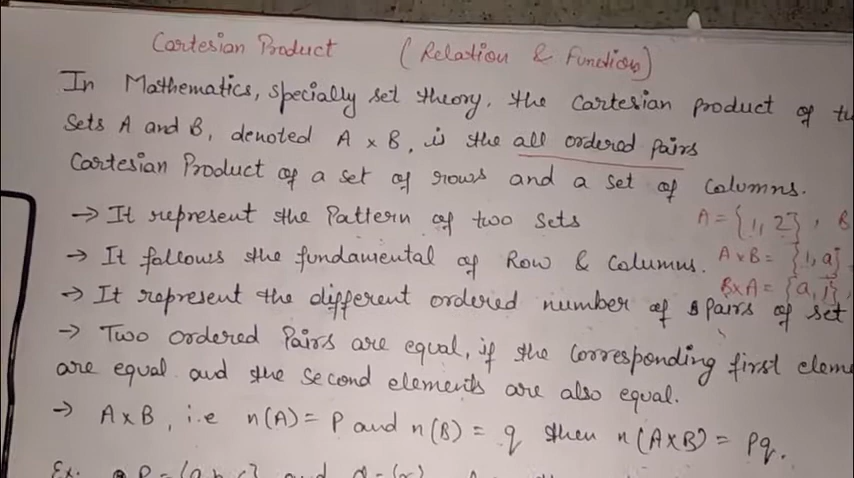 Cartesian Product (Relation & Function)
In Mathematics, specially set theory, the Cartesian product of
Sets A and B, denoted A × B, is the all ordered pairs
Cartesian Product of a set of rows and a set of columns.
→ It represent the Pattern of two sets A = {1, 2}, B
→ It follows the fundamental of Row & Columns. A×B = {1, a}
→ It represent the different ordered number of pairs of set B×A = {a, 1},
→ Two ordered Pairs are equal, if the Corresponding first
are equal and the second elements are also equal.
→ A×B, i.e n(A) = P and n(B) = q then n(A×B) = Pq.
Ex.